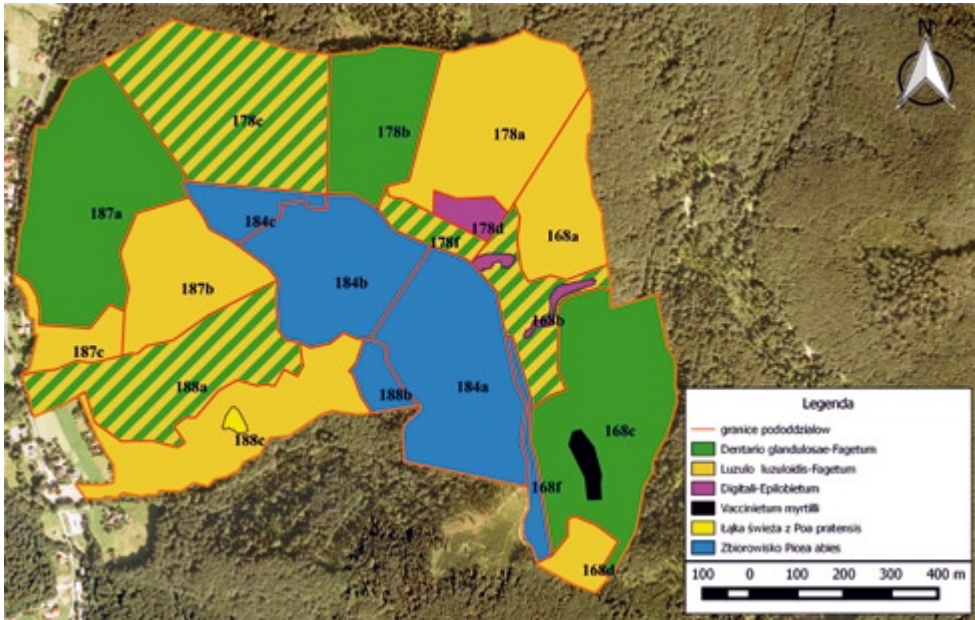 N
178c
178b
178a
187a
184c
178f
178d
168a
187b
184b
168b
187c
188a
188b
184a
188c
168c
168f
168d
Legenda
granice pododdzialow
Dentario glandulosae-Fagetum
Luzulo luzuloidis-Fagetum
Digitali-Epilobietum
Vaccinietum myrtilli
Łąka świeża z Poa pratensis
Zbiorowisko Picea abies
100 0 100 200 300 400 m